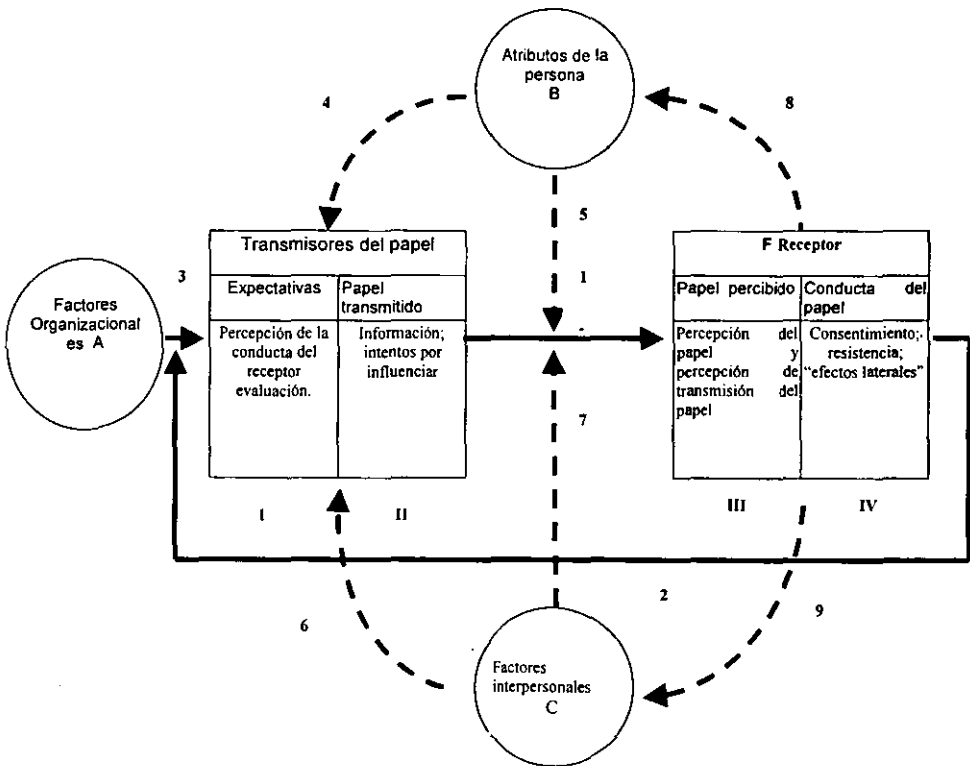 Atributos de la
persona
B
4
8
5
Transmisores del papel
F Receptor
3
1
Expectativas
Papel
transmitido
Papel percibido
Conducta del
papel
Factores
Organizacional
es A
Percepción de la
conducta del
receptor
evaluación.
Información;
intentos por
influenciar
Percepción del
papel y
percepción de
transmisión del
papel
Consentimiento;
resistencia;
“efectos laterales”
7
I
II
III
IV
2
6
9
Factores
interpersonales
C